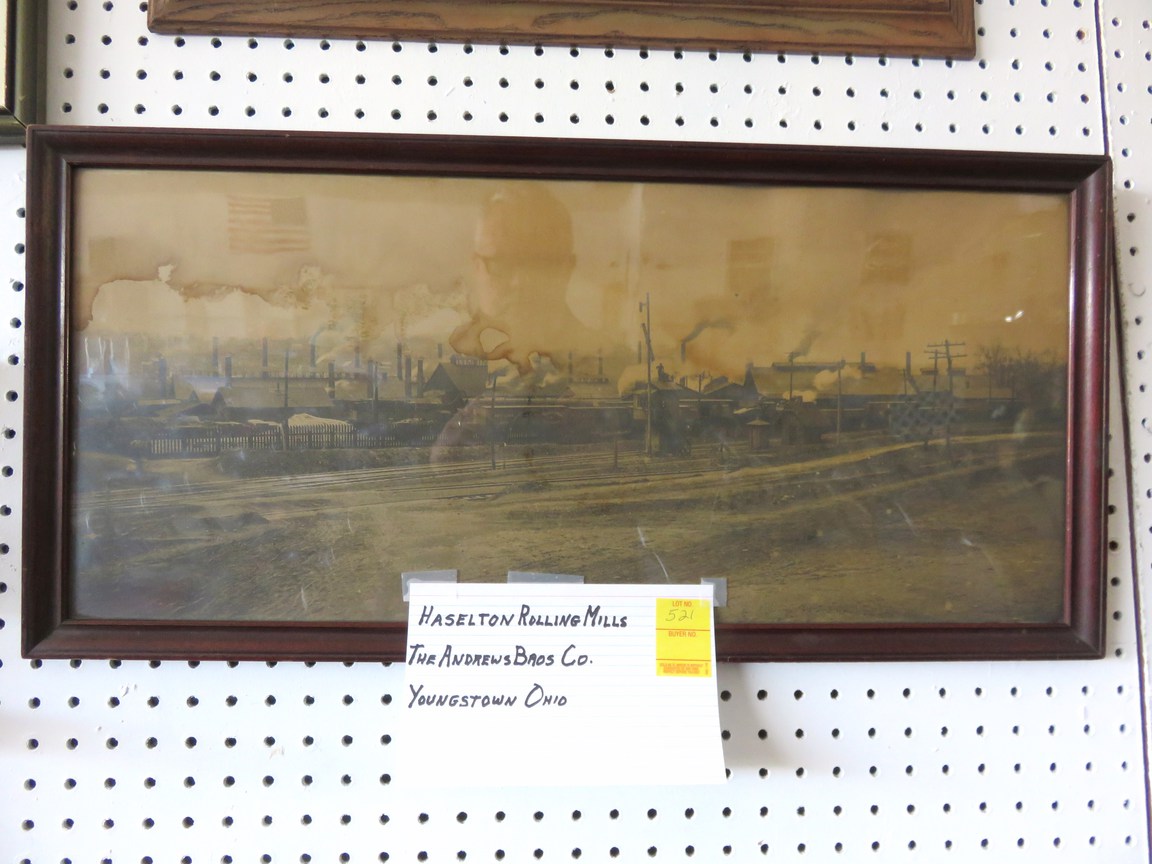 HASELTON ROLLING MILLS
THE ANDREWS BROS CO.
YOUNGSTOWN OHIO
LOT NO.
521
BUYER NO.